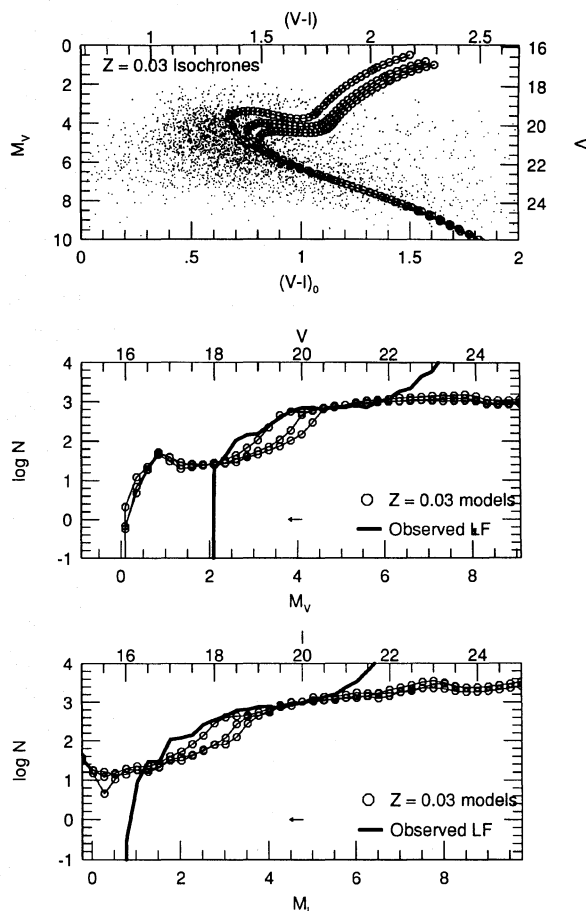 (V-I)
1 1.5 2 2.5
0 Z = 0.03 Isochrones 16
2 18
4 20
M_V V
6 22
8 24
10
0 0.5 1 1.5 2
(V-I)₀
V
16 18 20 22 24
4
3
2
log N
1 Z = 0.03 models
0 Observed LF
-1
0 2 4 6 8
M_V
I
16 18 20 22 24
4
3
2
log N
1 Z = 0.03 models
0 Observed LF
-1
0 2 4 6 8
M_I